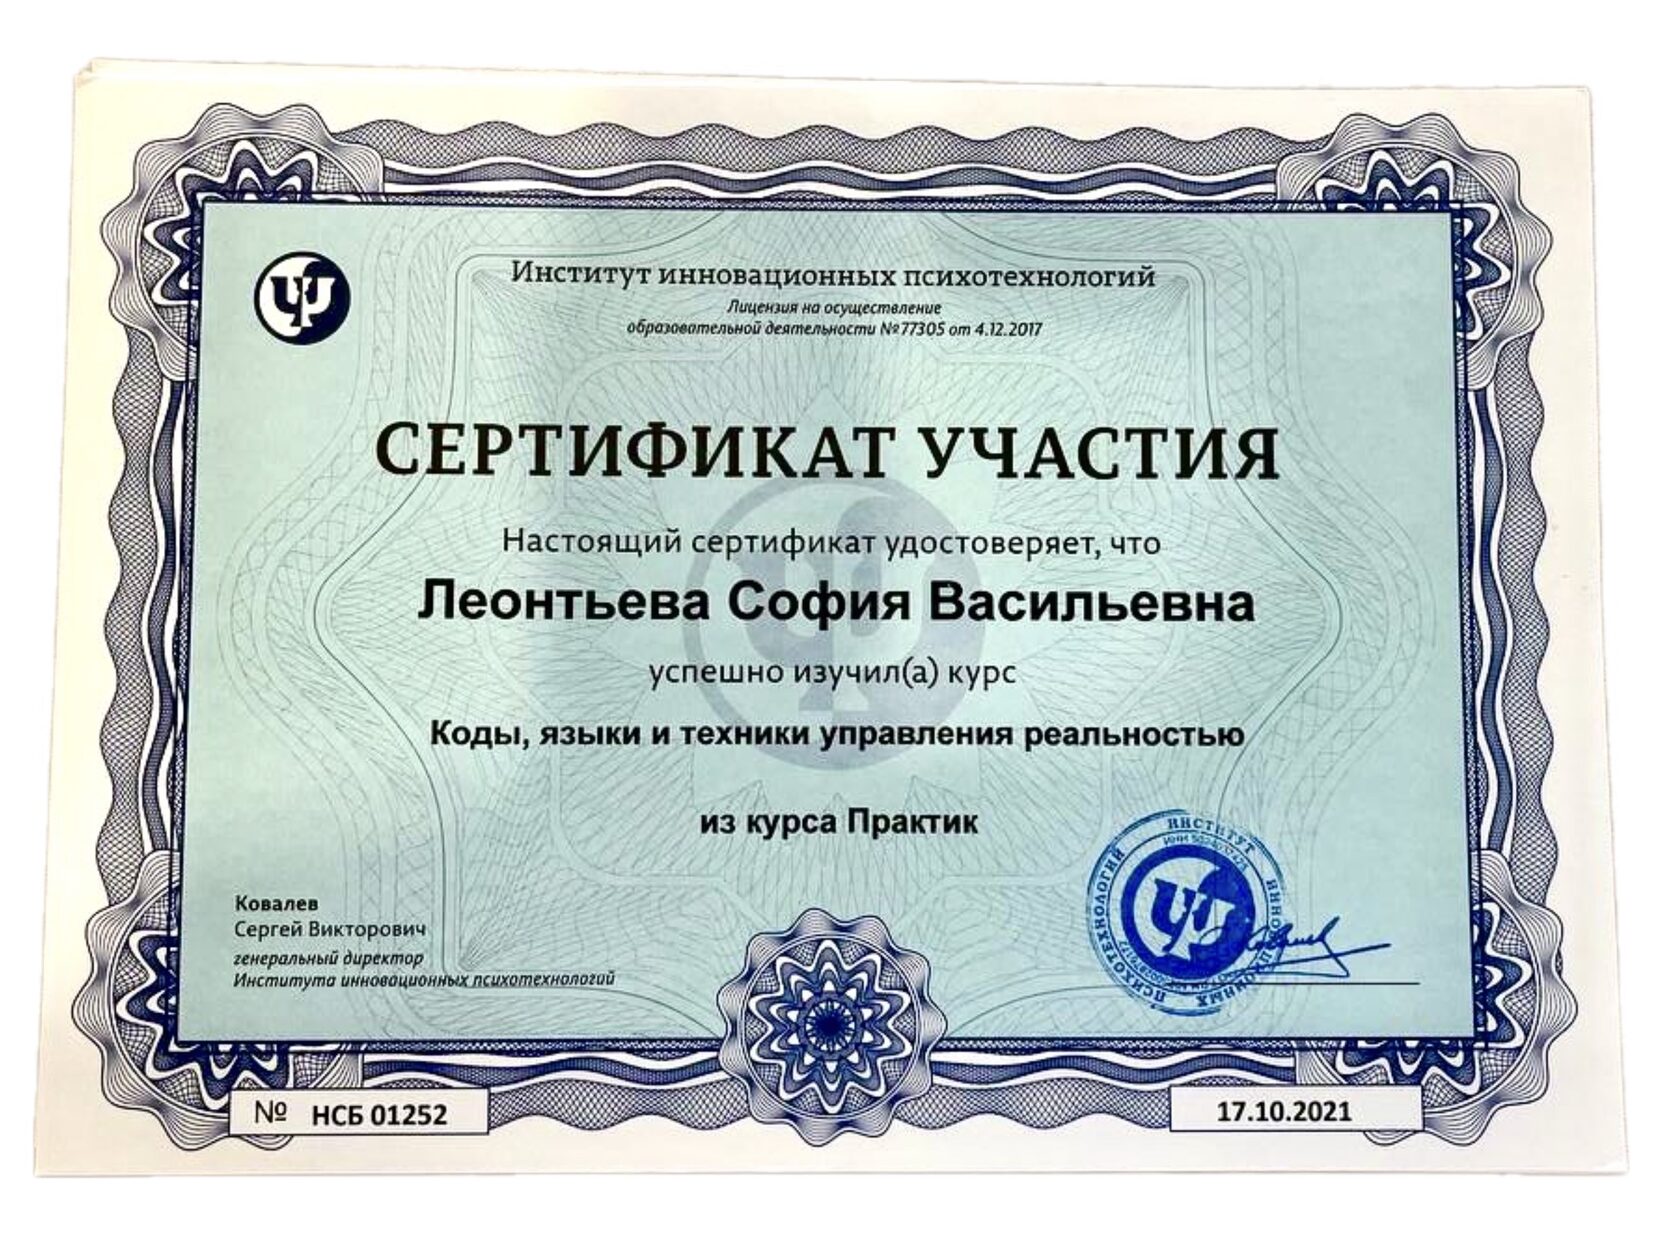 Институт инновационных психотехнологий
Лицензия на осуществление
образовательной деятельности №77305 от 4.12.2017
СЕРТИФИКАТ УЧАСТИЯ
Настоящий сертификат удостоверяет, что
Леонтьева София Васильевна
успешно изучил(а) курс
Коды, языки и техники управления реальностью
из курса Практик
Ковалев
Сергей Викторович
генеральный директор
Института инновационных психотехнологий
ИНСТИТУТ ИННОВАЦИОННЫХ ПСИХОТЕХНОЛОГИЙ
№ НСБ 01252
17.10.2021